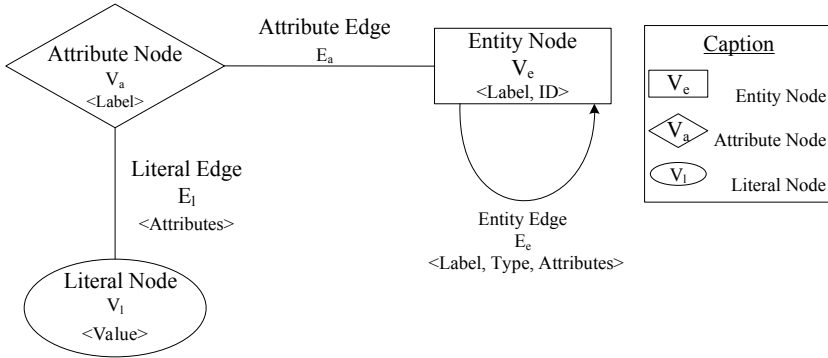 Attribute Node
Vₐ
<Label>
Attribute Edge
Eₐ
Entity Node
Vₑ
<Label, ID>
Literal Edge
Eₗ
<Attributes>
Entity Edge
Eₑ
<Label, Type, Attributes>
Literal Node
Vₗ
<Value>
Caption
Vₑ Entity Node
Vₐ Attribute Node
Vₗ Literal Node